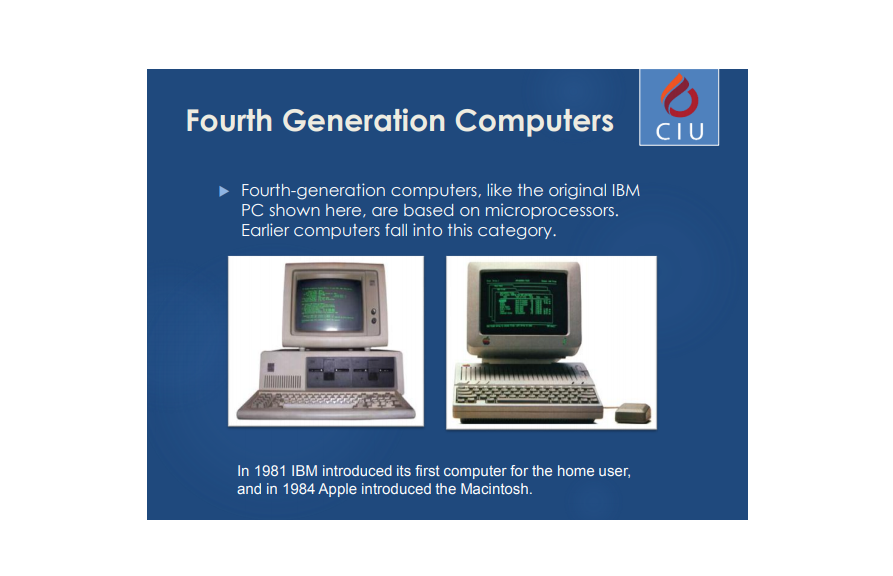 Fourth Generation Computers
CIU
Fourth-generation computers, like the original IBM
PC shown here, are based on microprocessors.
Earlier computers fall into this category.
In 1981 IBM introduced its first computer for the home user,
and in 1984 Apple introduced the Macintosh.